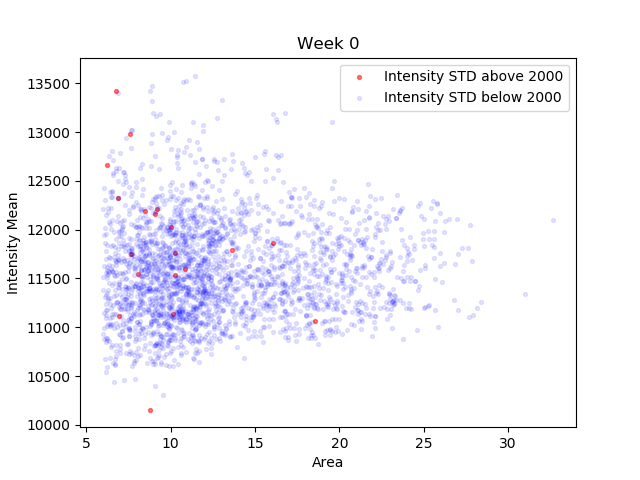 Week 0
Intensity STD above 2000
Intensity STD below 2000
Intensity Mean
13500
13000
12500
12000
11500
11000
10500
10000
5 10 15 20 25 30
Area